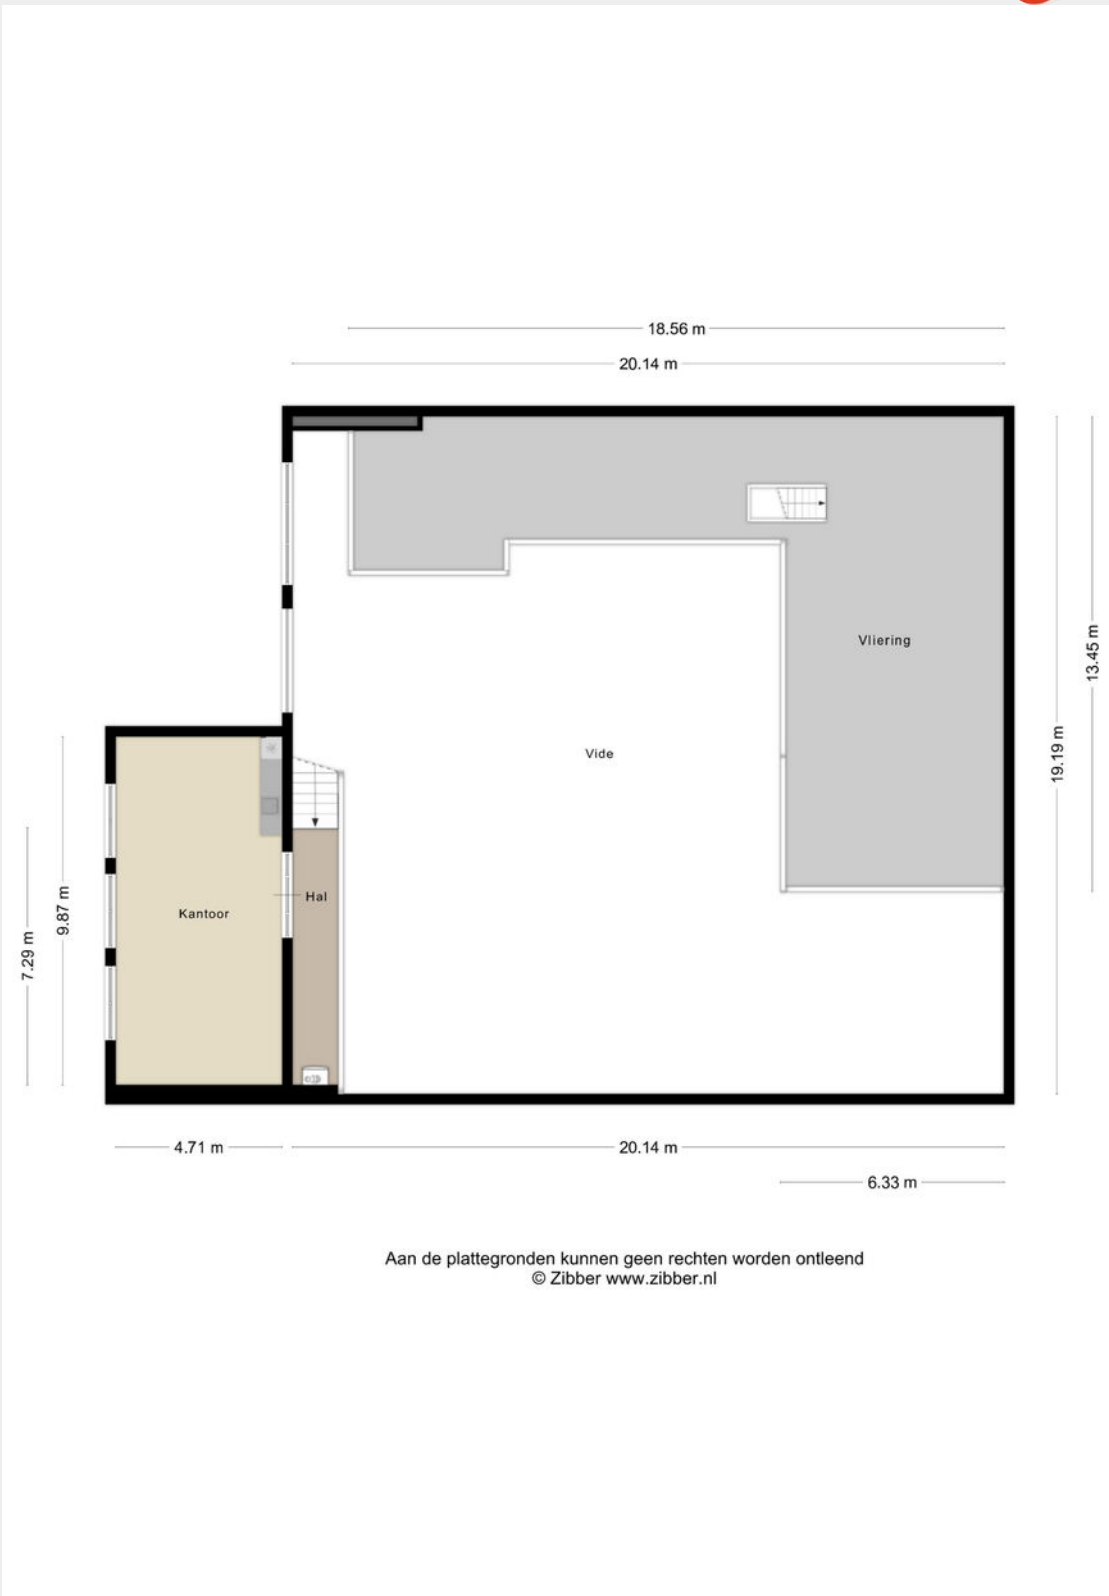 18.56 m
20.14 m
13.45 m
Vliering
Vide
19.19 m
Hal
9.87 m
Kantoor
7.29 m
4.71 m
20.14 m
6.33 m
Aan de plattegronden kunnen geen rechten worden ontleend
© Zibber www.zibber.nl